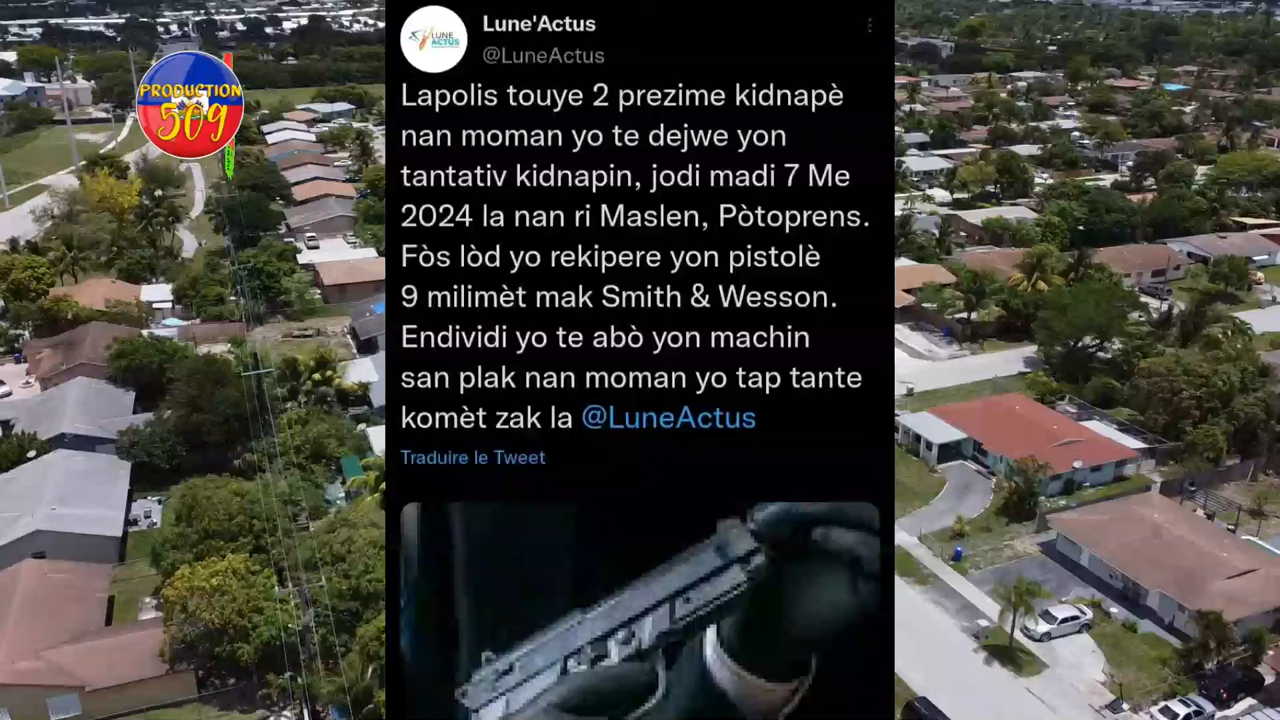 PRODUCTION
509
LUNE
ACTUS
Lune'Actus
@LuneActus
Lapolis touye 2 prezime kidnapè
nan moman yo te dejwe yon
tantativ kidnapin, jodi madi 7 Me
2024 la nan ri Maslen, Pòtoprens.
Fòs lòd yo rekipere yon pistolè
9 milimèt mak Smith & Wesson.
Endividi yo te abò yon machin
san plak nan moman yo tap tante
komèt zak la @LuneActus
Traduire le Tweet